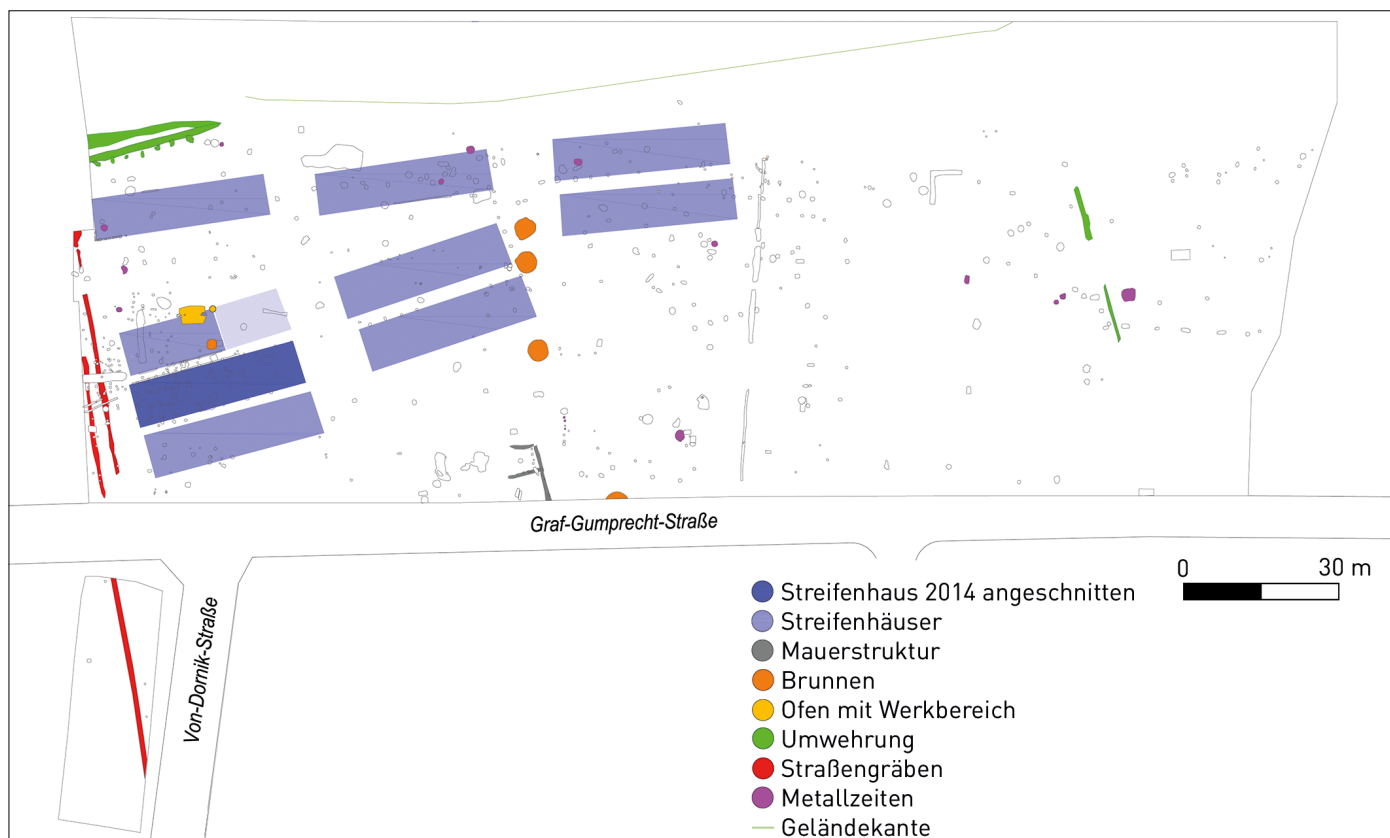 Graf-Gumprecht-Straße
Von-Dornik-Straße
0 30 m
Streifenhaus 2014 angeschnitten
Streifenhäuser
Mauerstruktur
Brunnen
Ofen mit Werkbereich
Umwehrung
Straßengräben
Metallzeiten
Geländekante